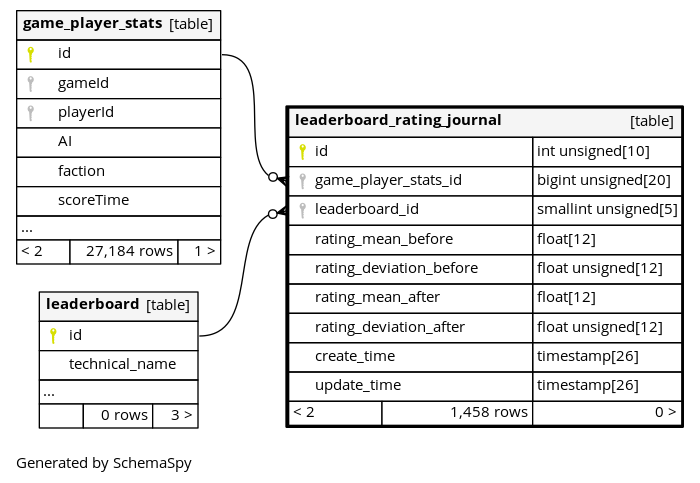 game_player_stats [table]
id
gameId
playerId
AI
faction
scoreTime
...
< 2 27,184 rows 1 >
leaderboard [table]
id
technical_name
...
0 rows 3 >
leaderboard_rating_journal [table]
id int unsigned[10]
game_player_stats_id bigint unsigned[20]
leaderboard_id smallint unsigned[5]
rating_mean_before float[12]
rating_deviation_before float unsigned[12]
rating_mean_after float[12]
rating_deviation_after float unsigned[12]
create_time timestamp[26]
update_time timestamp[26]
< 2 1,458 rows 0 >
Generated by SchemaSpy